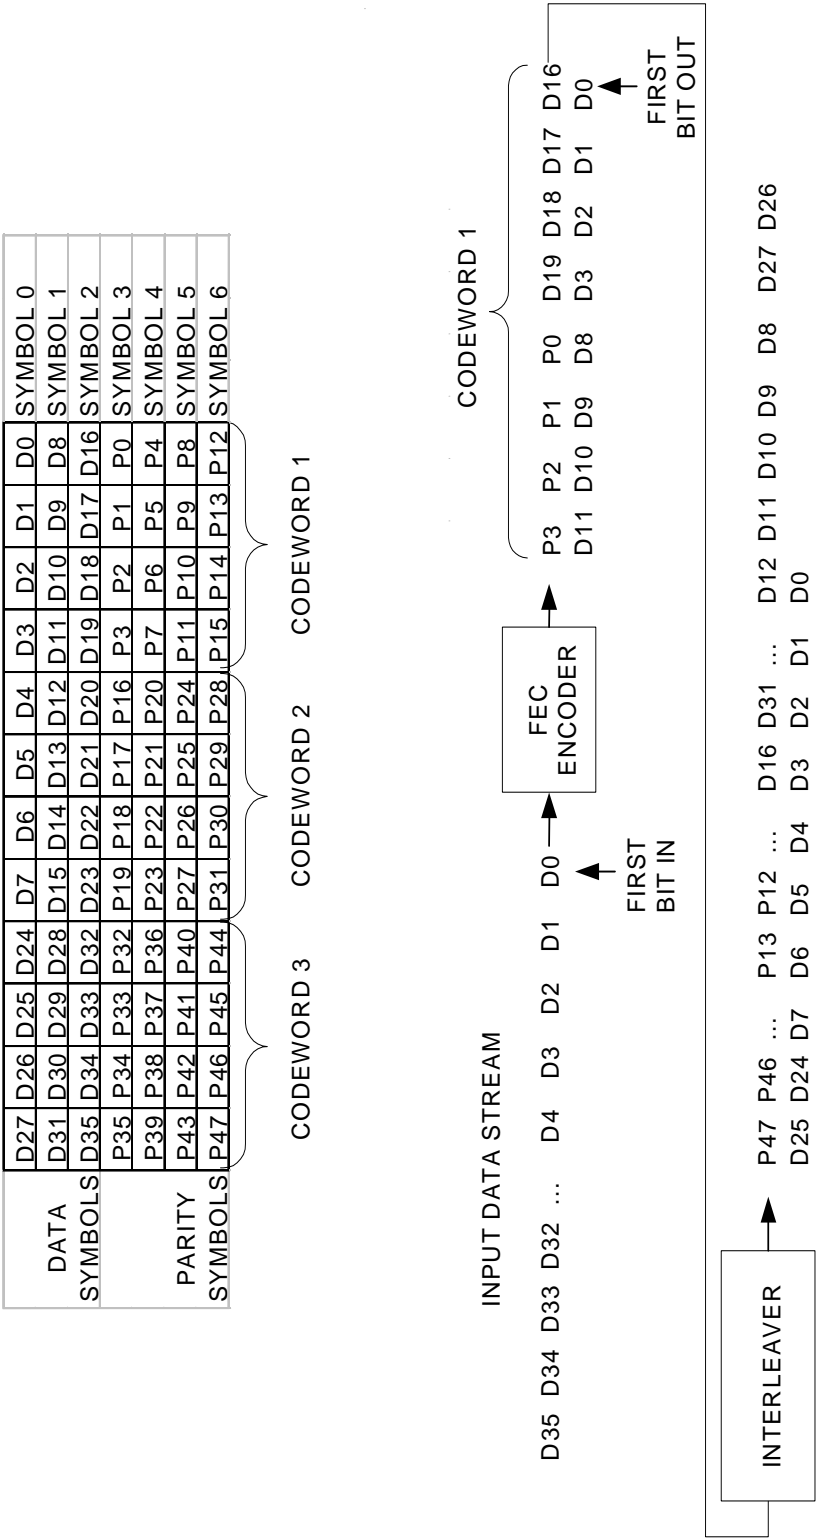 D27 D26 D25 D24 D7 D6 D5 D4 D3 D2 D1 D0 SYMBOL 0
DATA SYMBOLS
D31 D30 D29 D28 D15 D14 D13 D12 D11 D10 D9 D8 SYMBOL 1
D35 D34 D33 D32 D23 D22 D21 D20 D19 D18 D17 D16 SYMBOL 2
P35 P34 P33 P32 P19 P18 P17 P16 P3 P2 P1 P0 SYMBOL 3
P39 P38 P37 P36 P23 P22 P21 P20 P7 P6 P5 P4 SYMBOL 4
PARITY SYMBOLS
P43 P42 P41 P40 P27 P26 P25 P24 P11 P10 P9 P8 SYMBOL 5
P47 P46 P45 P44 P31 P30 P29 P28 P15 P14 P13 P12 SYMBOL 6
CODEWORD 3 CODEWORD 2 CODEWORD 1
INPUT DATA STREAM
D35 D34 D33 D32 ... D4 D3 D2 D1 D0
FIRST
BIT IN
FEC
ENCODER
CODEWORD 1
P3 P2 P1 P0 D19 D18 D17 D16
D11 D10 D9 D8 D3 D2 D1 D0
FIRST
BIT OUT
INTERLEAVER
P47 P46 ... P13 P12 ... D16 D31 ... D12 D11 D10 D9 D8 D27 D26
D25 D24 D7 D6 D5 D4 D3 D2 D1 D0